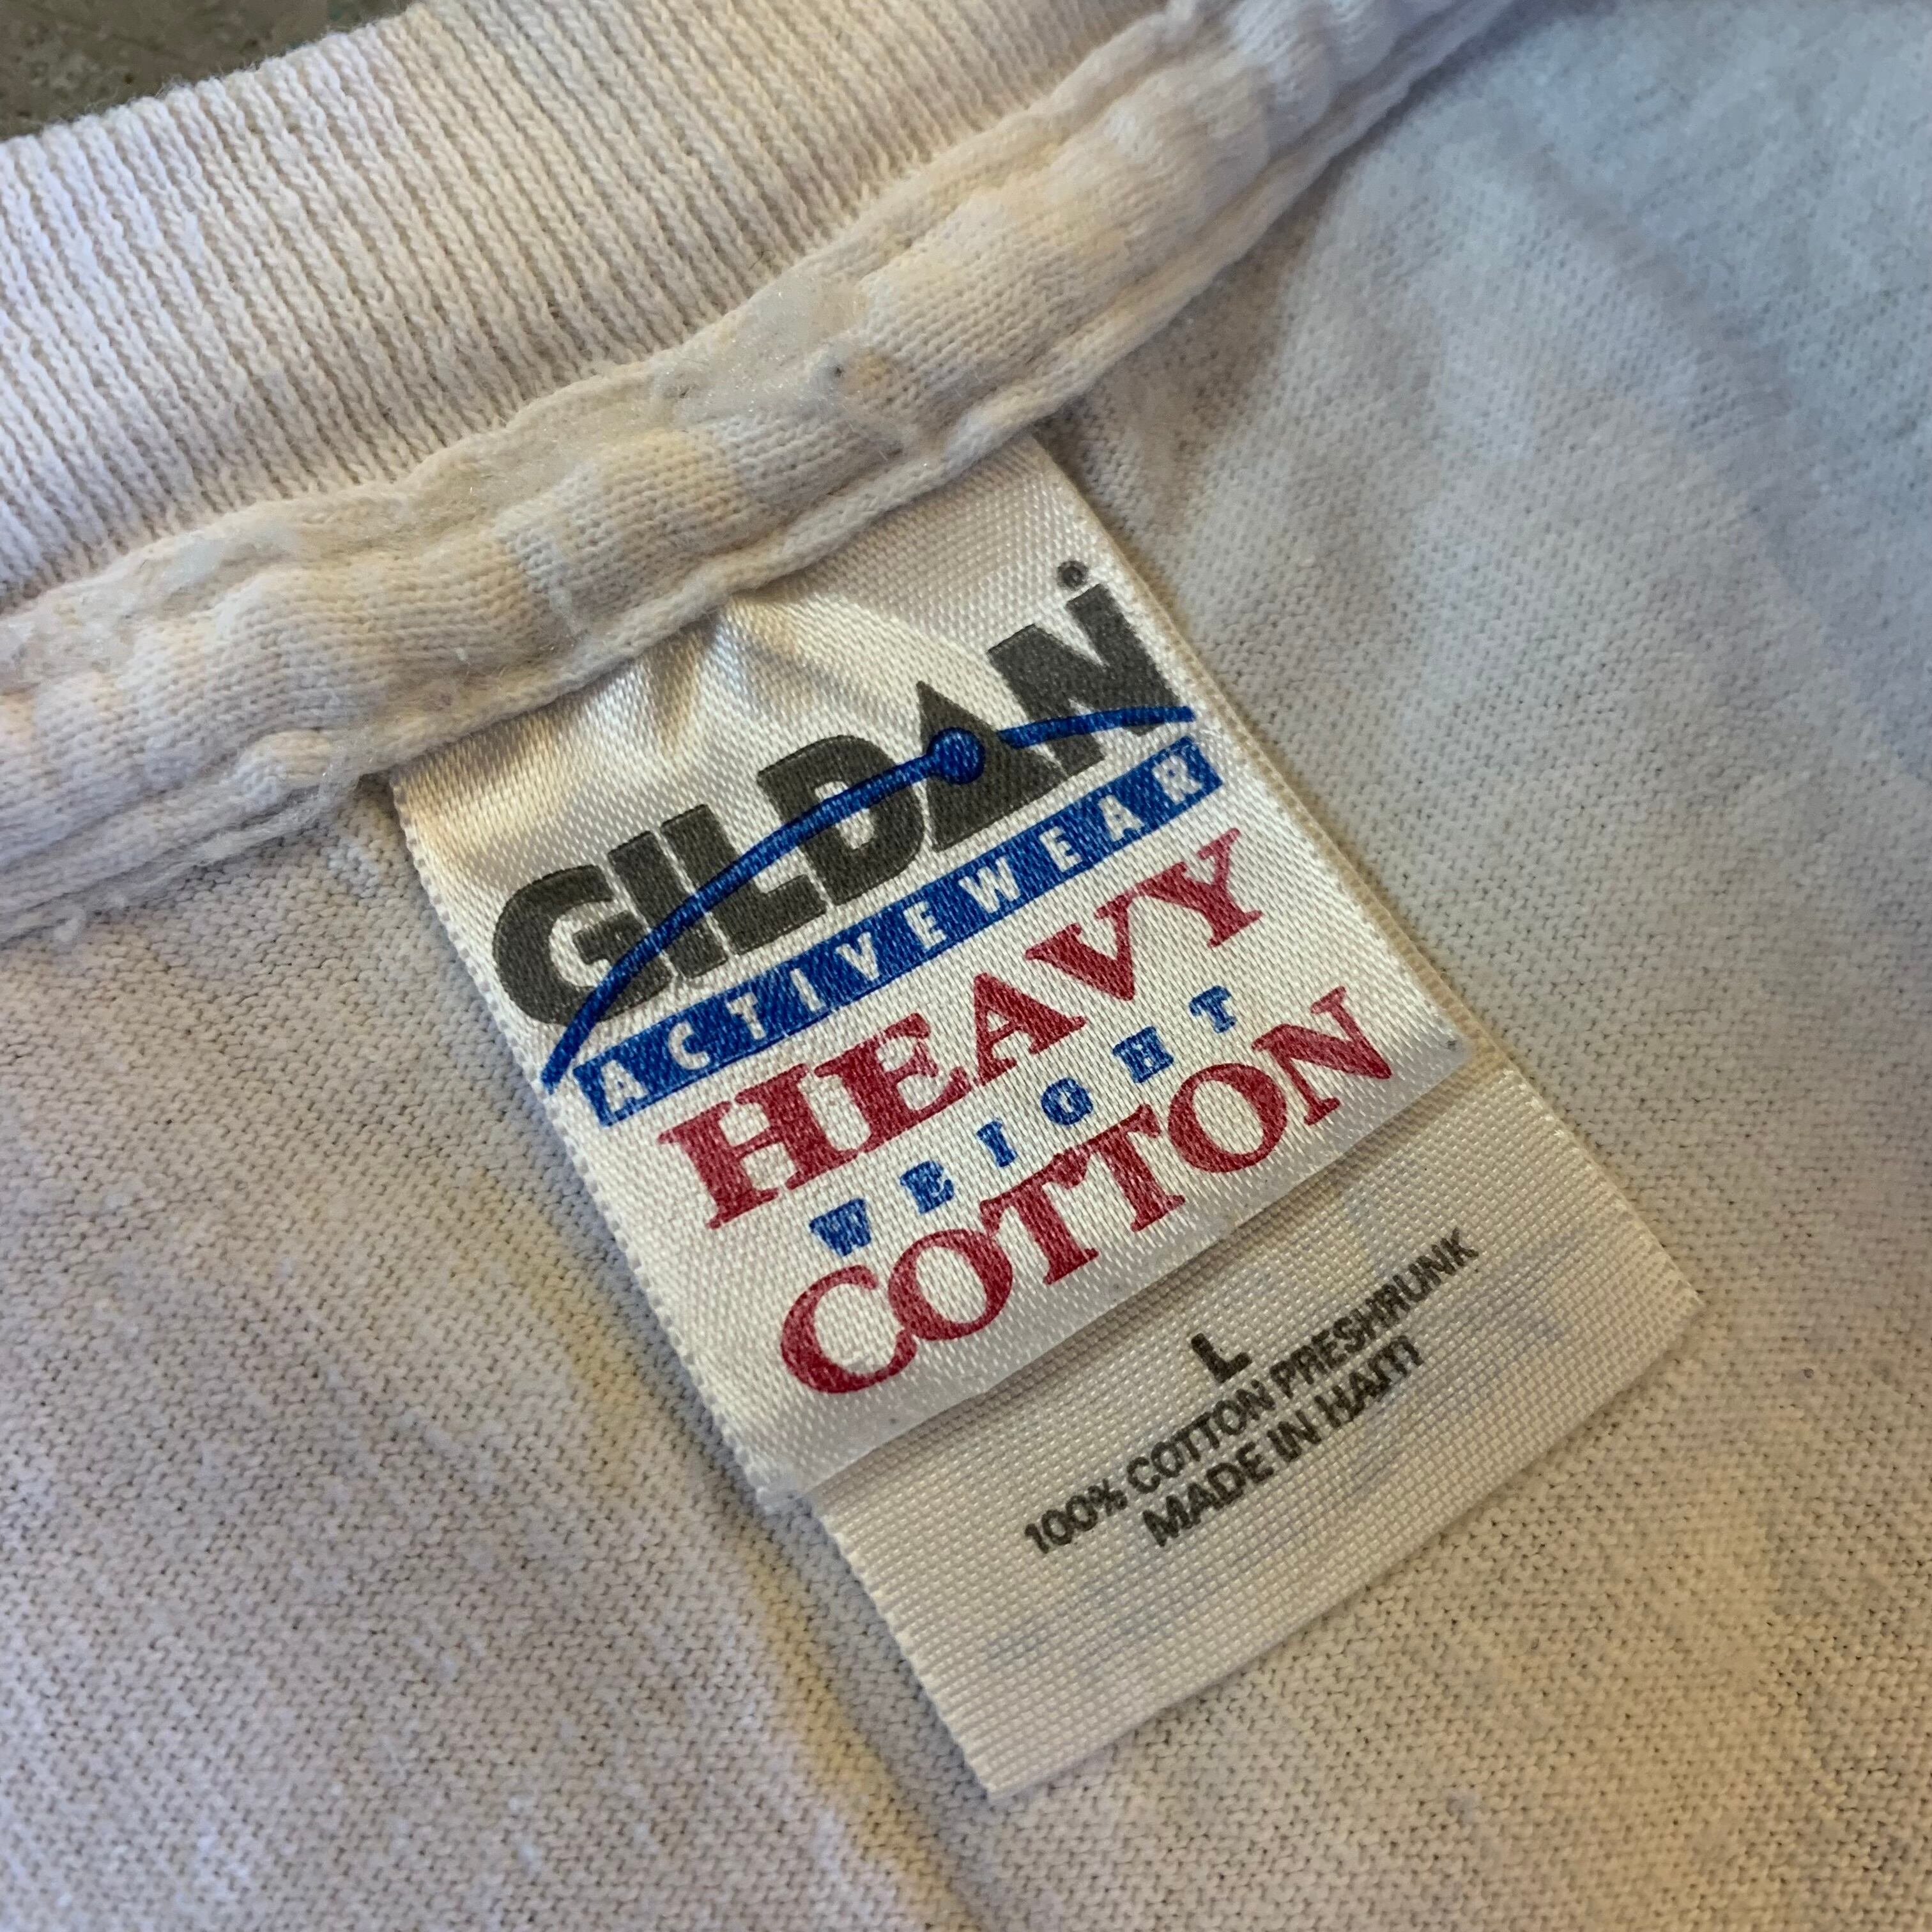 GILDAN
ACTIVEWEAR
HEAVY
WEIGHT
COTTON
L
100% COTTON PRESHRUNK
MADE IN HAITI